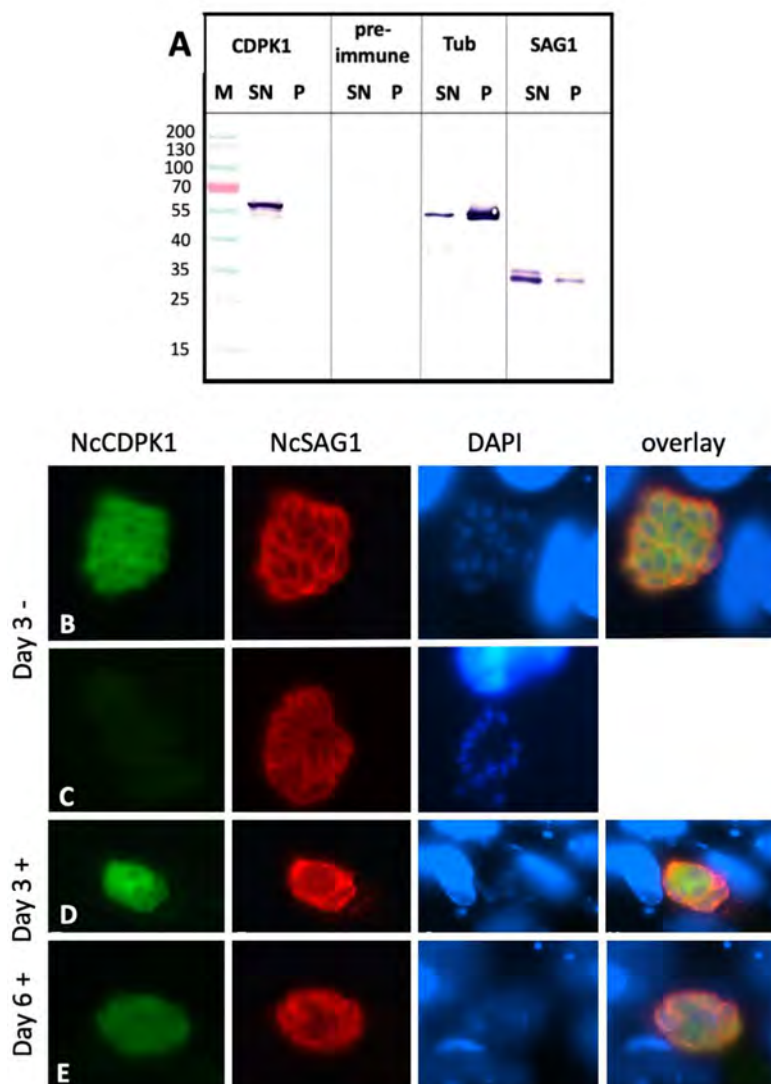 A
CDPK1 pre-immune Tub SAG1
M SN P SN P SN P SN P
200
130
100
70
55
40
35
25
15
NcCDPK1 NcSAG1 DAPI overlay
Day 3 -
B
C
Day 3 +
D
Day 6 +
E